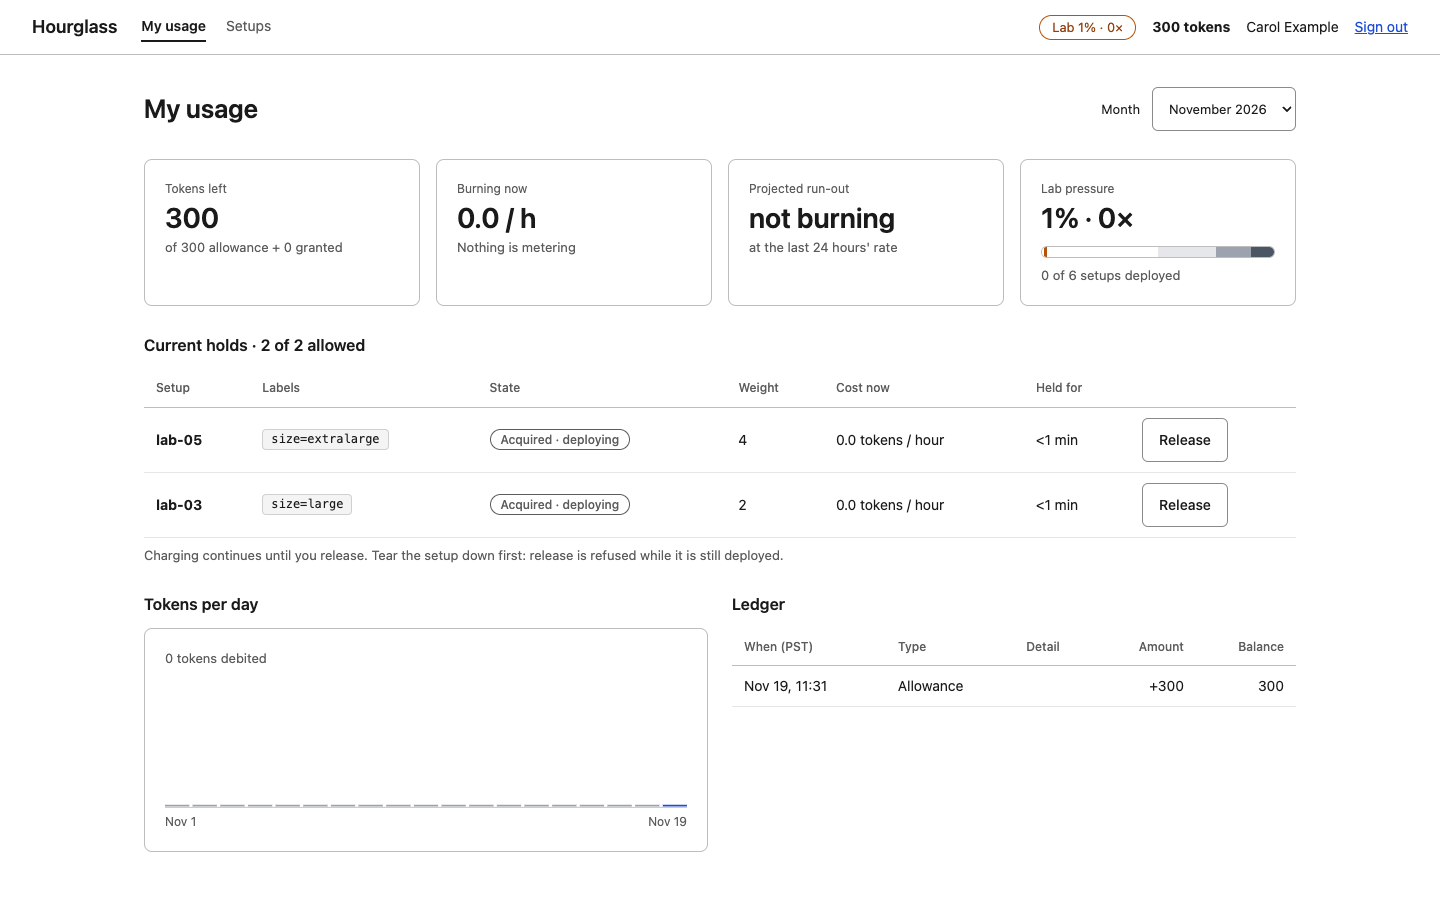 Hourglass
My usage
Setups
Lab 1% · 0×
300 tokens
Carol Example
Sign out
My usage
Month
November 2026
Tokens left
300
of 300 allowance + 0 granted
Burning now
0.0 / h
Nothing is metering
Projected run-out
not burning
at the last 24 hours' rate
Lab pressure
1% · 0×
0 of 6 setups deployed
Current holds · 2 of 2 allowed
Setup Labels State Weight Cost now Held for
lab-05 size=extralarge Acquired · deploying 4 0.0 tokens / hour <1 min Release
lab-03 size=large Acquired · deploying 2 0.0 tokens / hour <1 min Release
Charging continues until you release. Tear the setup down first: release is refused while it is still deployed.
Tokens per day
0 tokens debited
Nov 1
Nov 19
Ledger
When (PST) Type Detail Amount Balance
Nov 19, 11:31 Allowance +300 300